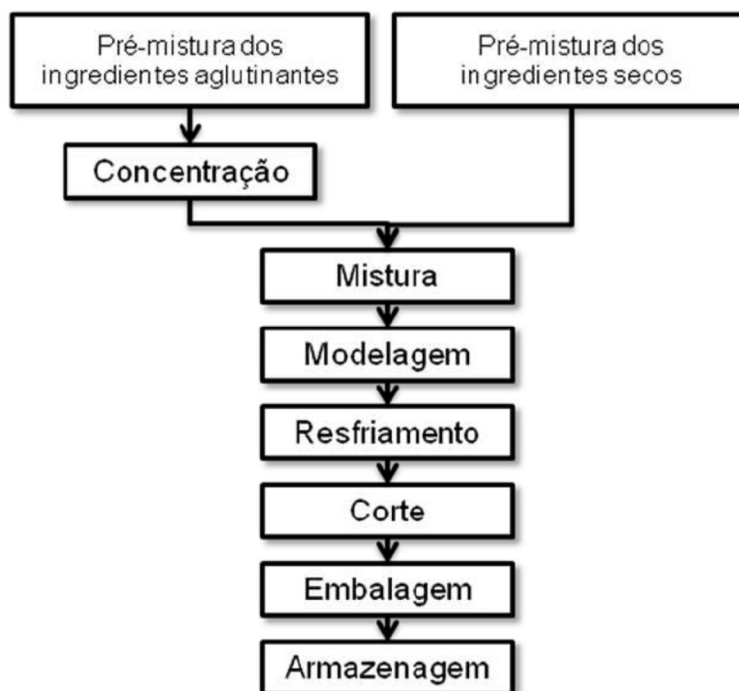 Pré-mistura dos
ingredientes aglutinantes
Pré-mistura dos
ingredientes secos
Concentração
Mistura
Modelagem
Resfriamento
Corte
Embalagem
Armazenagem